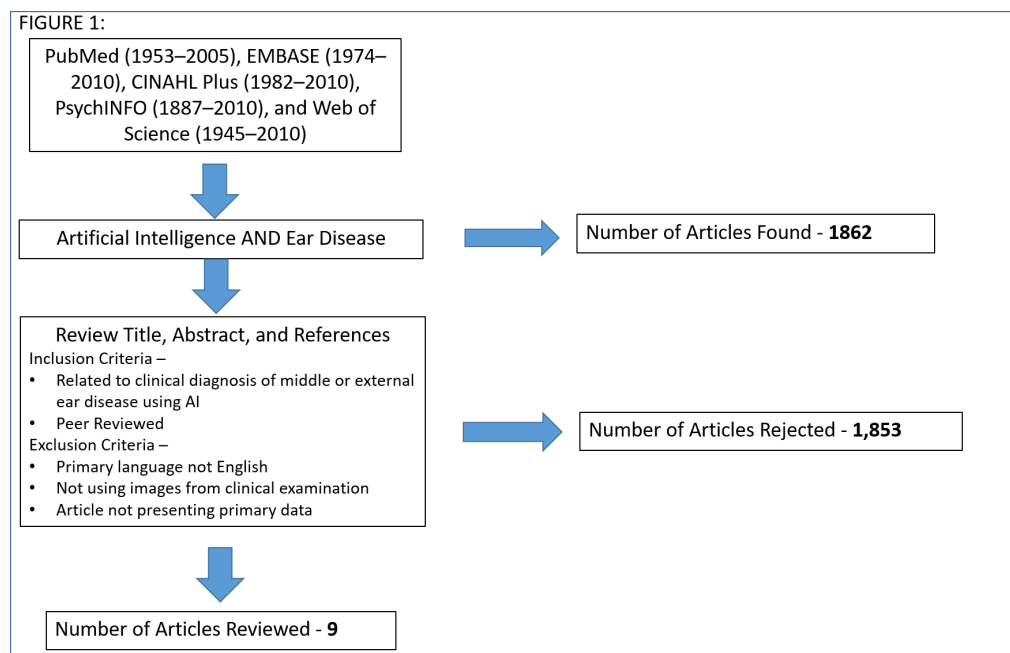 FIGURE 1:
PubMed (1953–2005), EMBASE (1974–
2010), CINAHL Plus (1982–2010),
PsychINFO (1887–2010), and Web of
Science (1945–2010)
Artificial Intelligence AND Ear Disease
Number of Articles Found - 1862
Review Title, Abstract, and References
Inclusion Criteria –
• Related to clinical diagnosis of middle or external
ear disease using AI
• Peer Reviewed
Exclusion Criteria –
• Primary language not English
• Not using images from clinical examination
• Article not presenting primary data
Number of Articles Rejected - 1,853
Number of Articles Reviewed - 9